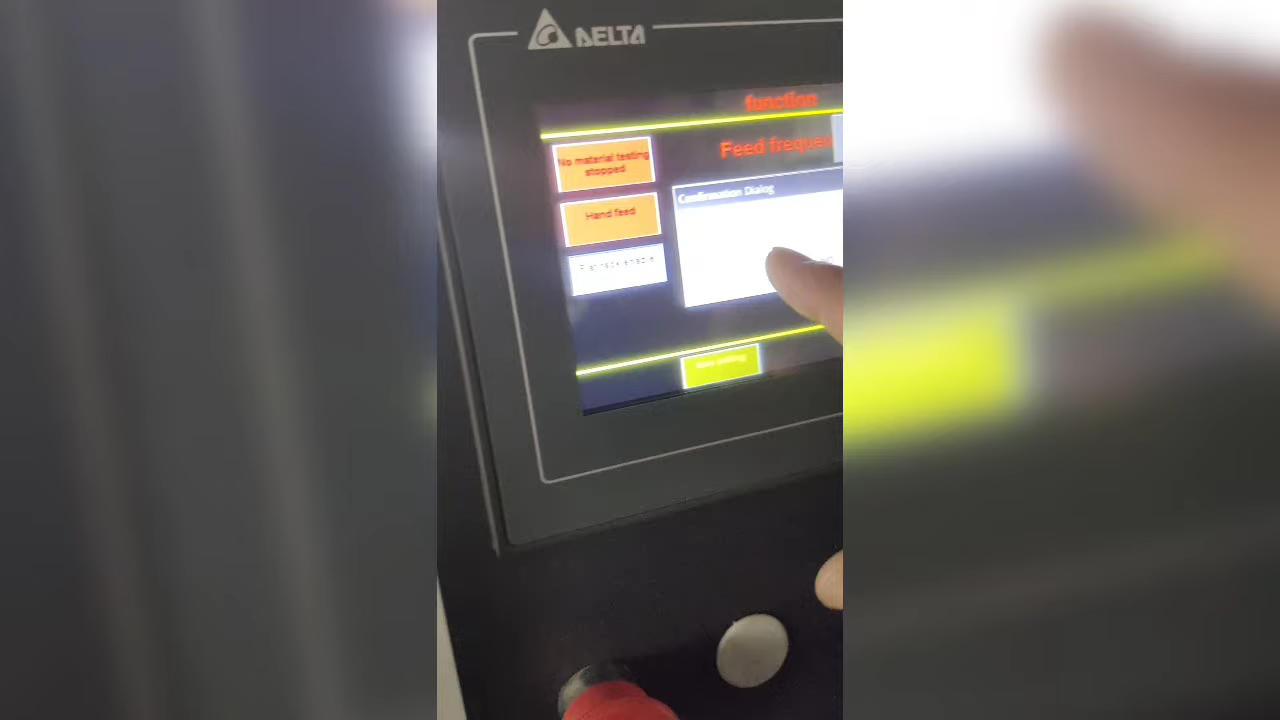 DELTA
function
Feed frequen
No material testing
stopped
Confirmation Dialog
Hand feed